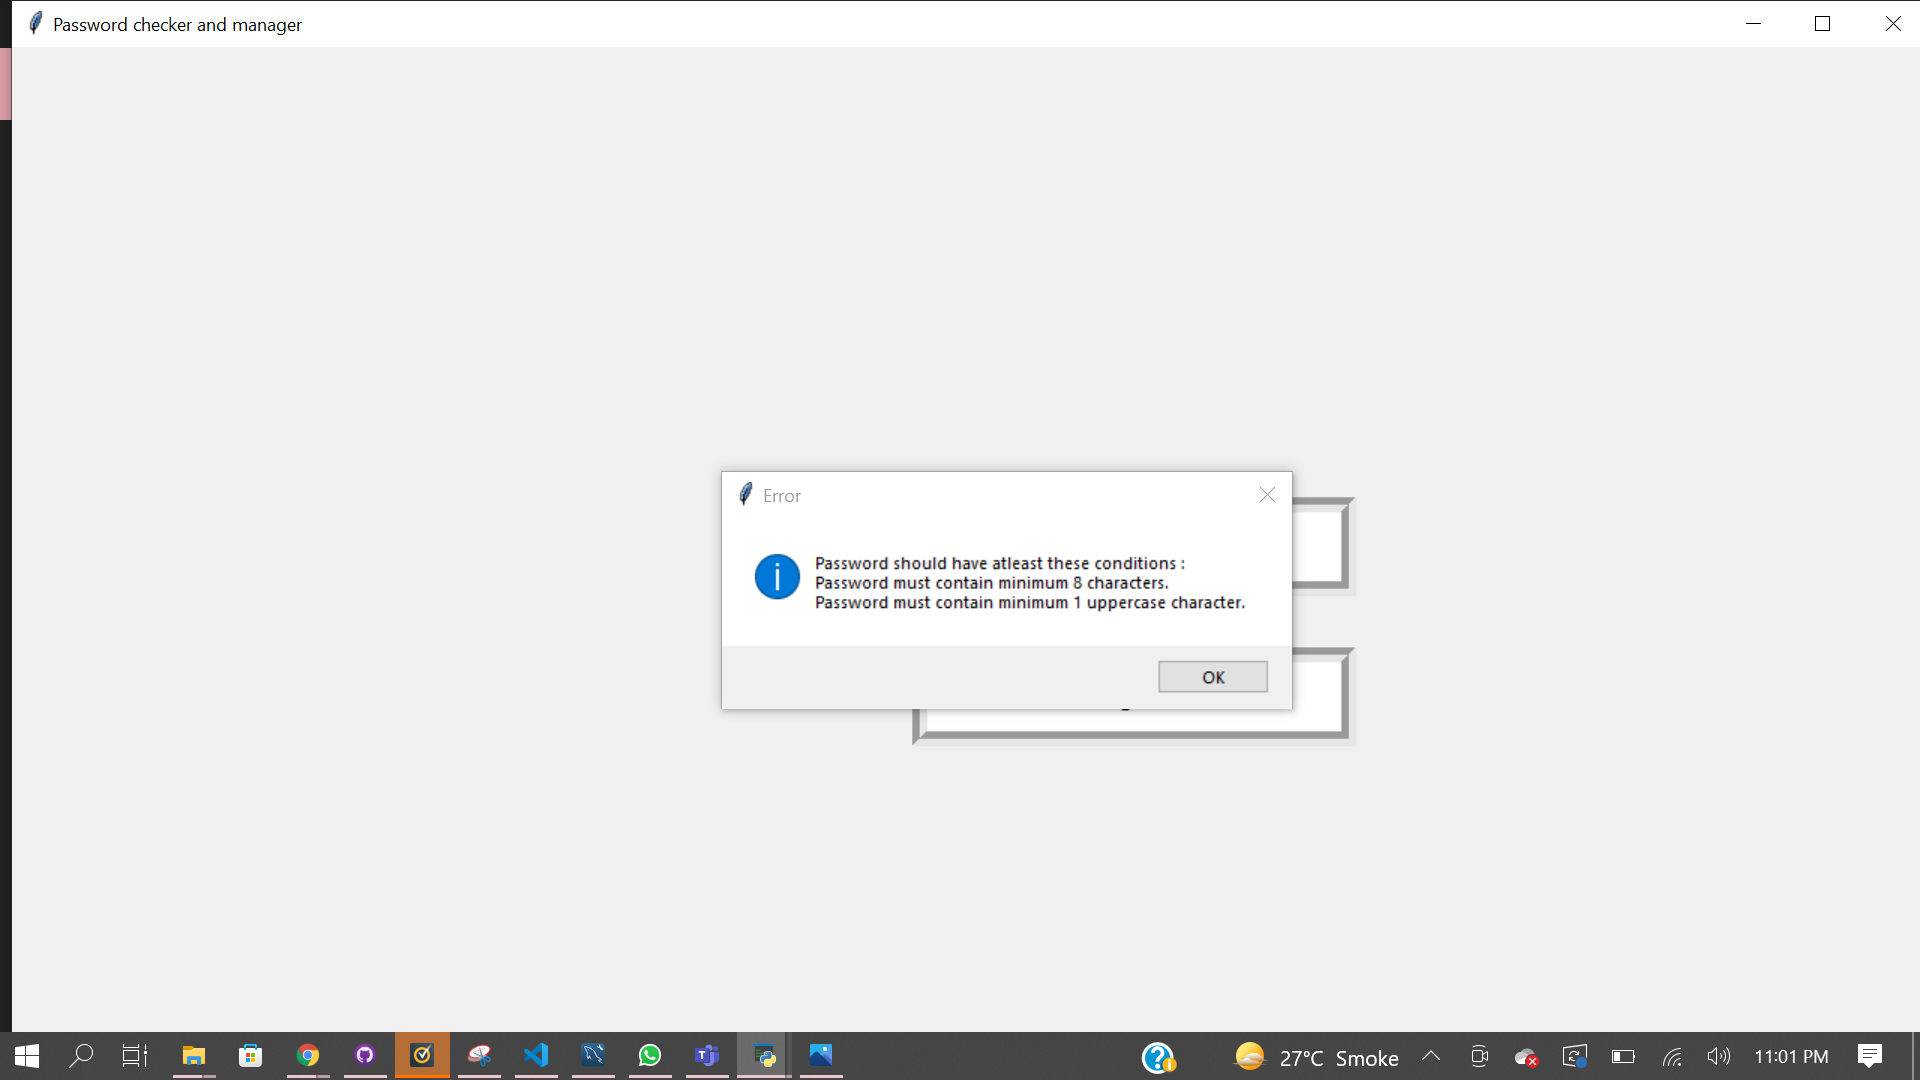 Password checker and manager
Error
Password should have atleast these conditions :
Password must contain minimum 8 characters.
Password must contain minimum 1 uppercase character.
OK
27°C Smoke
11:01 PM